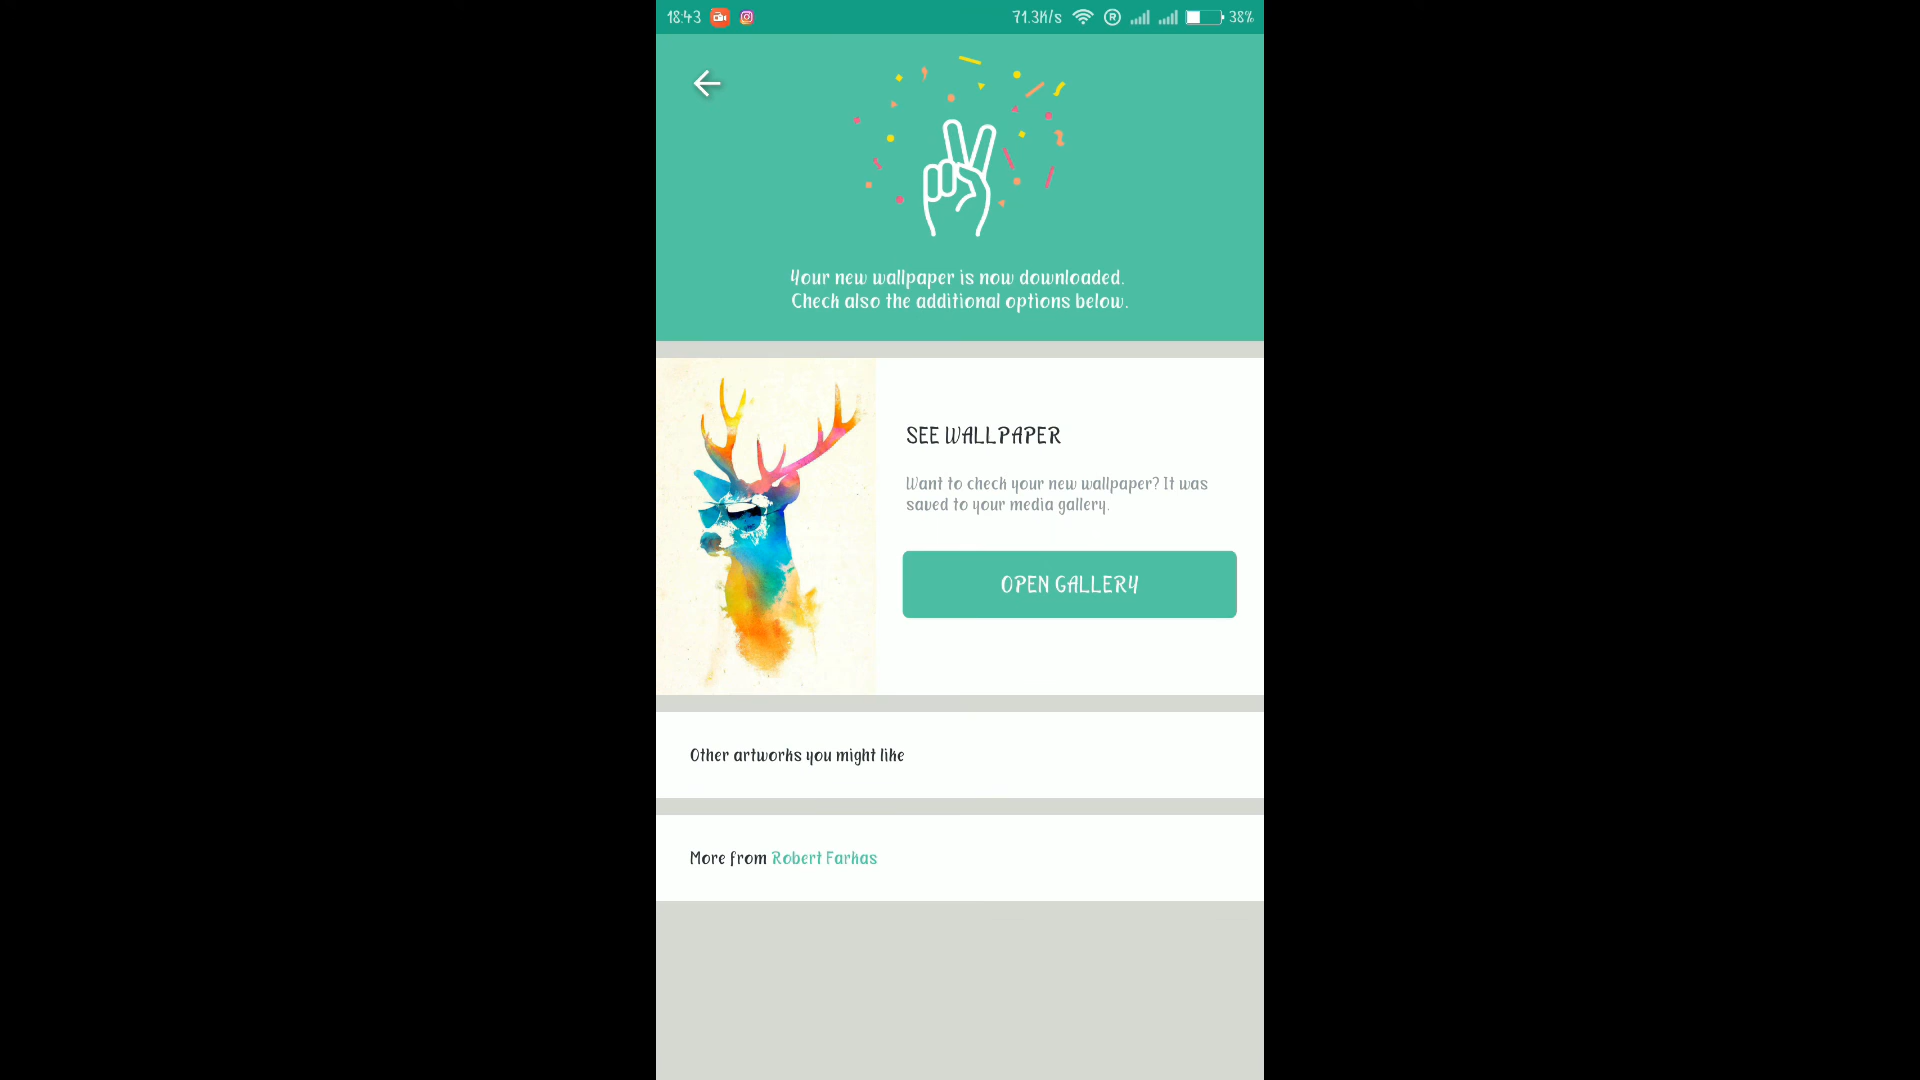 18:43 71.3K/s R 38%
Your new wallpaper is now downloaded.
Check also the additional options below.
SEE WALLPAPER
Want to check your new wallpaper? It was
saved to your media gallery.
OPEN GALLERY
Other artworks you might like
More from Robert Farkas